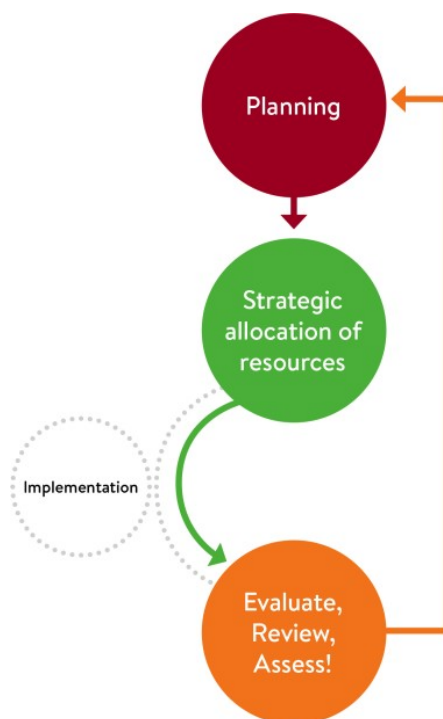 Planning
Strategic
allocation of
resources
Implementation
Evaluate,
Review,
Assess!